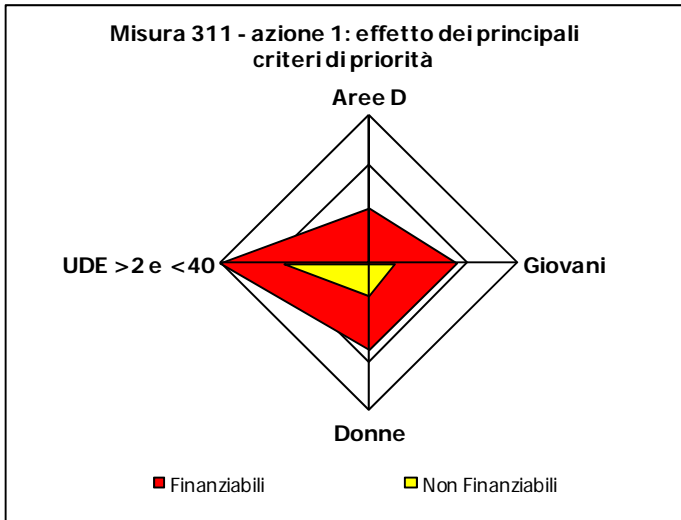 Misura 311 - azione 1: effetto dei principali
criteri di priorità
Aree D
UDE >2 e <40
Giovani
Donne
Finanziabili
Non Finanziabili